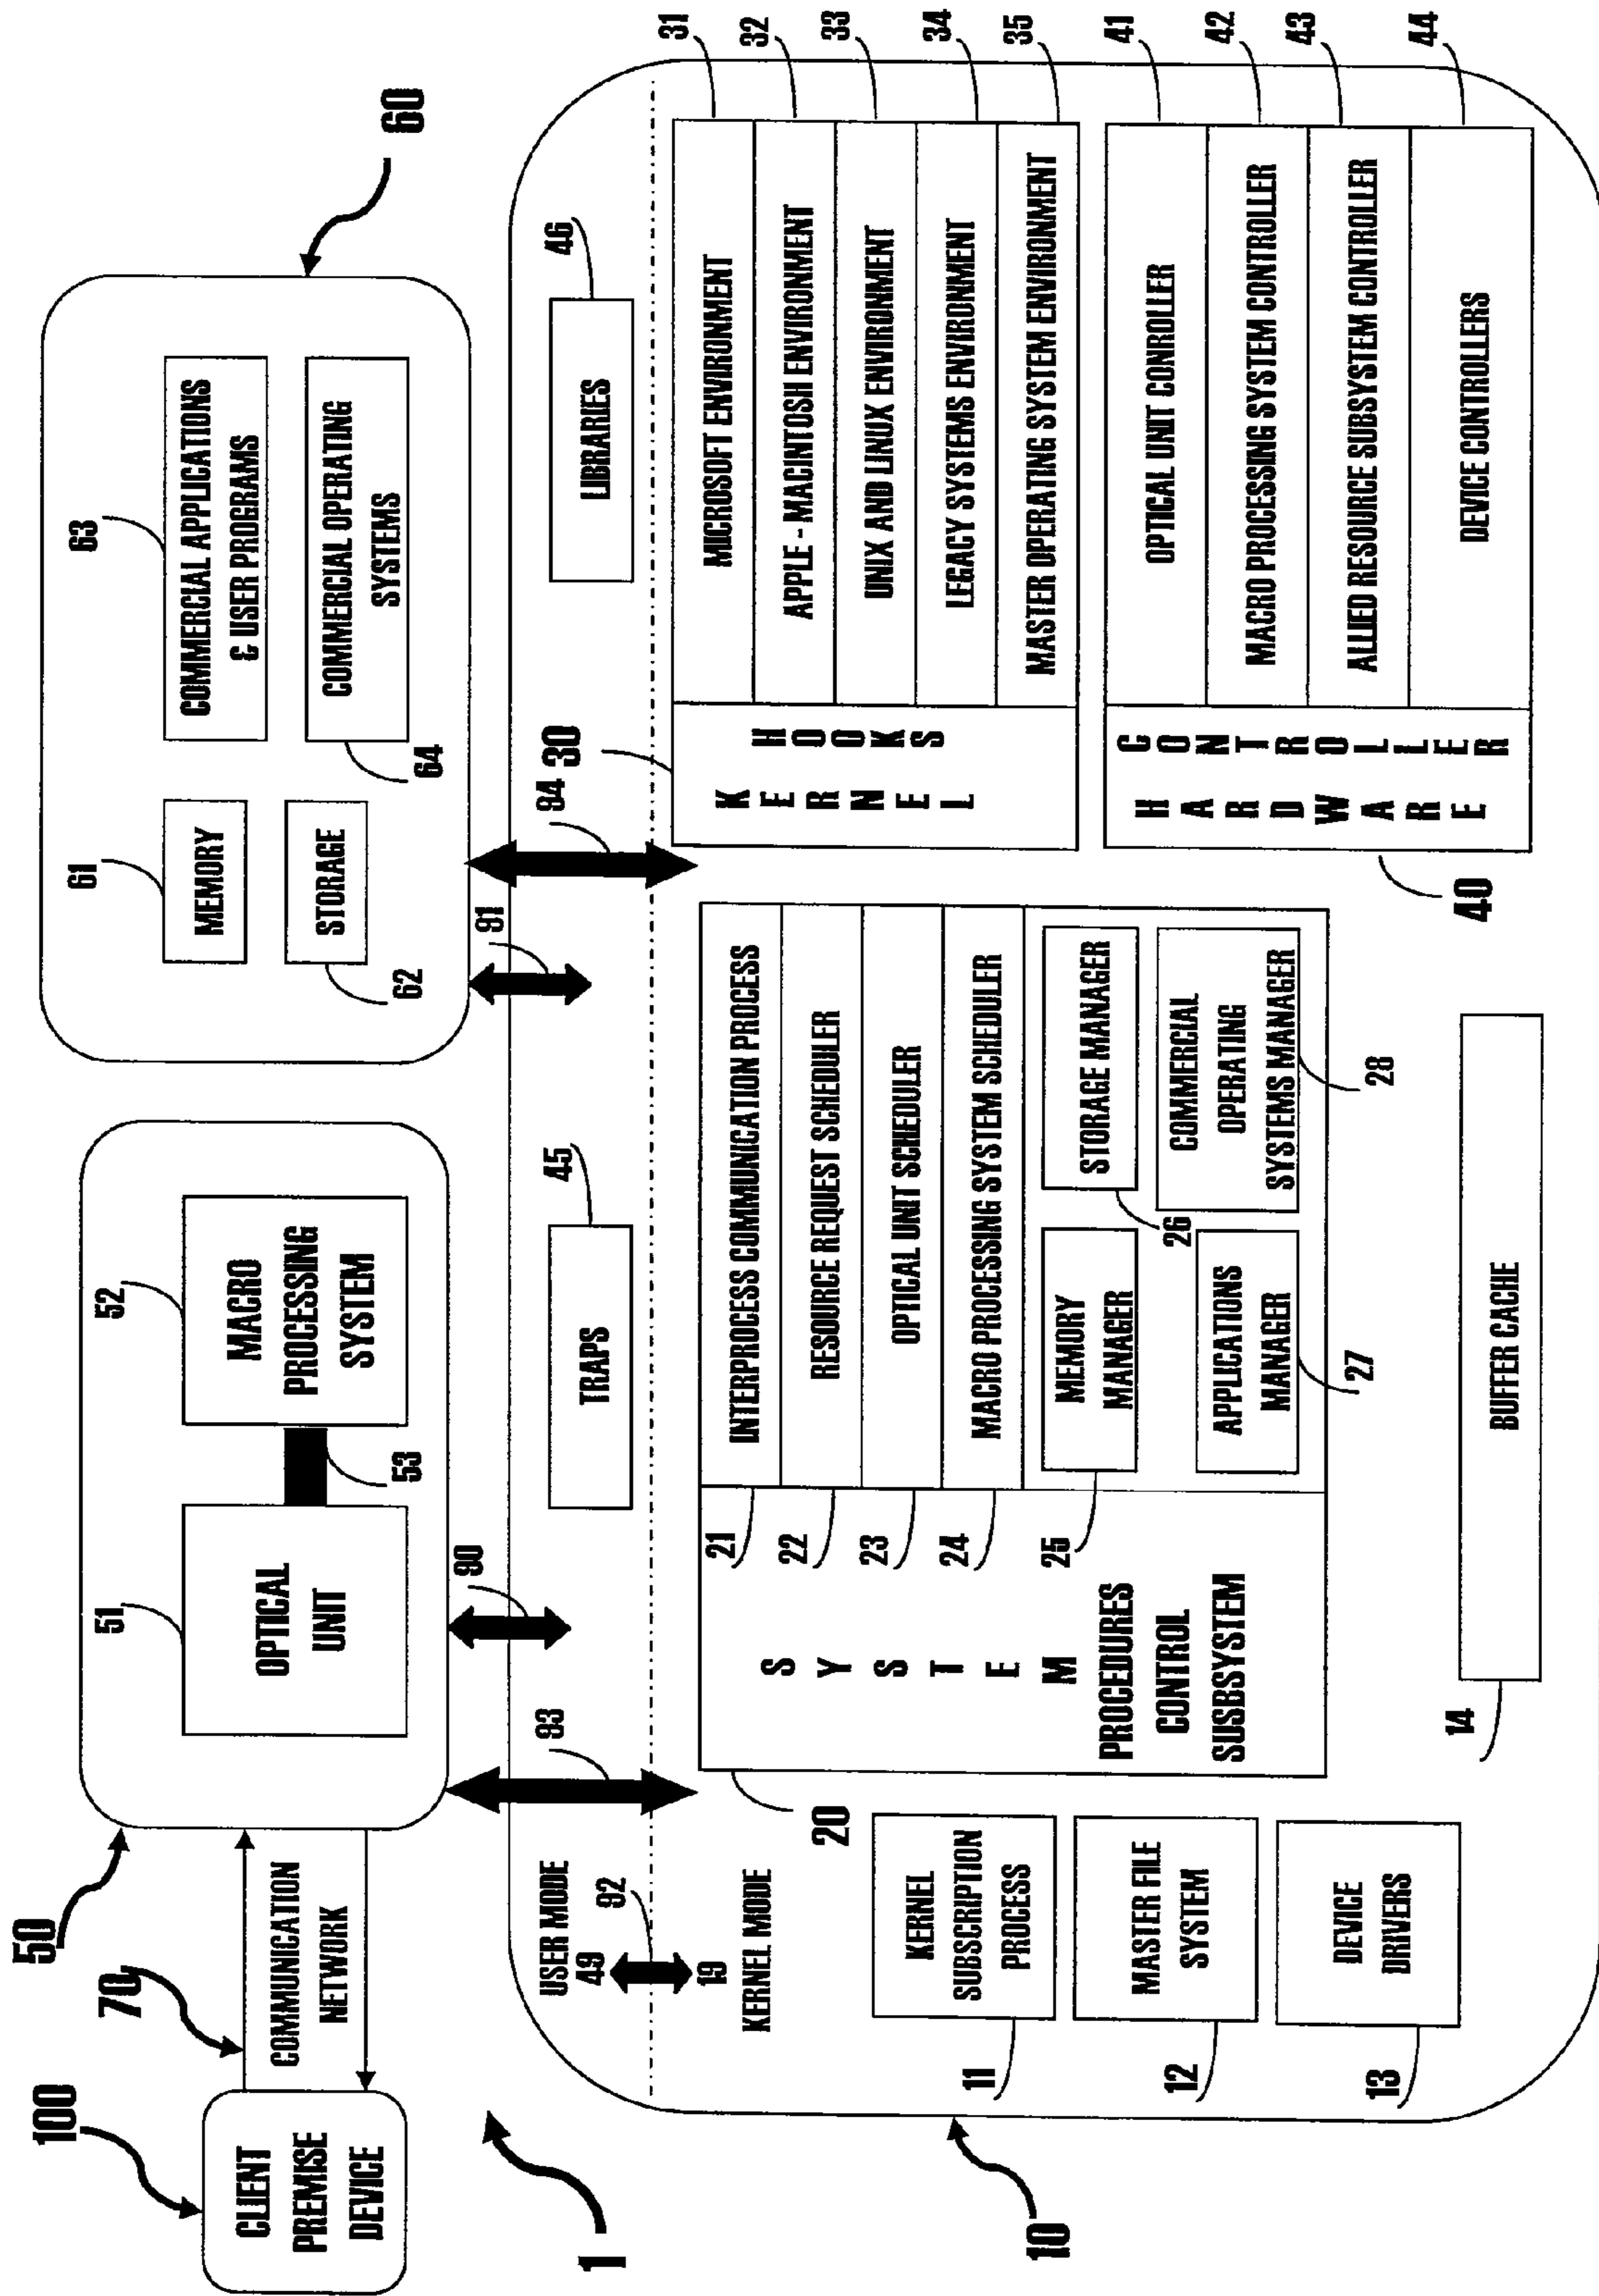 100
CLIENT
PREMISE
DEVICE
70
COMMUNICATION
NETWORK
50
51
OPTICAL
UNIT
53
52
MACRO
PROCESSING
SYSTEM
60
61
MEMORY
62
STORAGE
63
COMMERCIAL APPLICATIONS
& USER PROGRAMS
64
COMMERCIAL OPERATING
SYSTEMS
1
10
93
90
91
94
USER MODE
49
92
19
KERNEL MODE
45
TRAPS
46
LIBRARIES
11
KERNEL
SUBSCRIPTION
PROCESS
12
MASTER FILE
SYSTEM
13
DEVICE
DRIVERS
20
SYSTEM
PROCEDURES
CONTROL
SUSBSYSTEM
21
INTERPROCESS COMMUNICATION PROCESS
22
RESOURCE REQUEST SCHEDULER
23
OPTICAL UNIT SCHEDULER
24
MACRO PROCESSING SYSTEM SCHEDULER
25
MEMORY
MANAGER
26
STORAGE MANAGER
27
APPLICATIONS
MANAGER
28
COMMERCIAL
OPERATING
SYSTEMS MANAGER
14
BUFFER CACHE
30
KERNEL
HOOKS
MICROSOFT ENVIRONMENT
31
APPLE - MACINTOSH ENVIRONMENT
32
UNIX AND LINUX ENVIRONMENT
33
LEGACY SYSTEMS ENVIRONMENT
34
MASTER OPERATING SYSTEM ENVIRONMENT
35
40
HARDWARE
CONTROLLER
OPTICAL UNIT CONROLLER
41
MACRO PROCESSING SYSTEM CONTROLLER
42
ALLIED RESOURCE SUBSYSTEM CONTROLLER
43
DEVICE CONTROLLERS
44